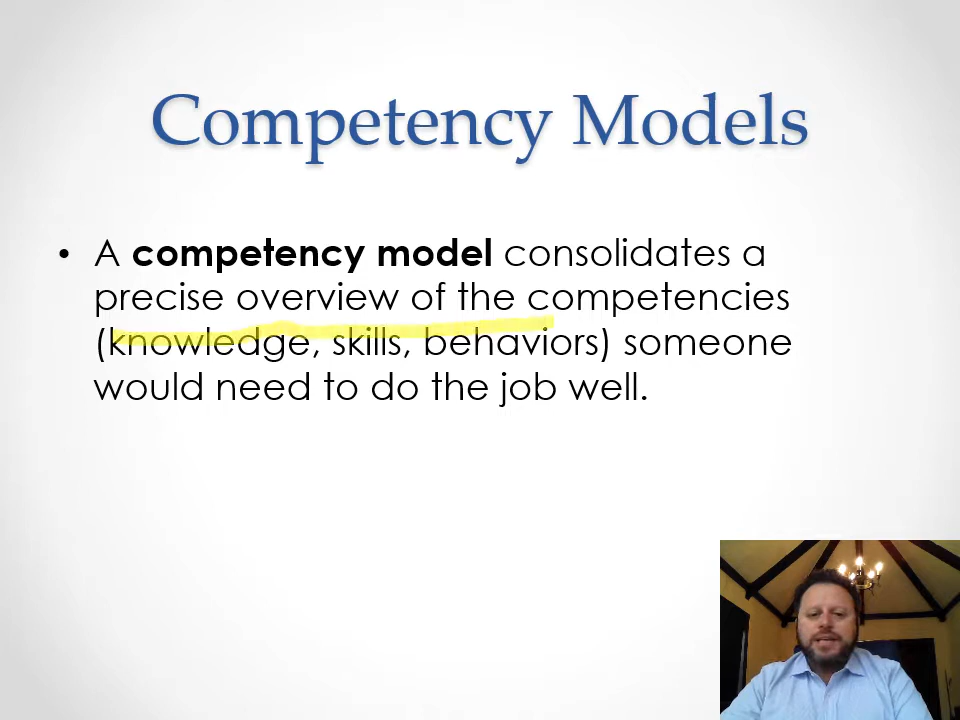 Competency Models
• A competency model consolidates a
precise overview of the competencies
(knowledge, skills, behaviors) someone
would need to do the job well.